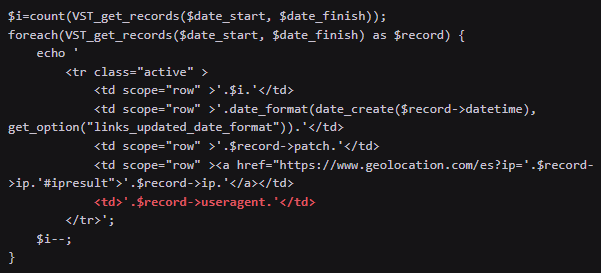 $i=count(VST_get_records($date_start, $date_finish));
foreach(VST_get_records($date_start, $date_finish) as $record) {
    echo '
        <tr class="active" >
            <td scope="row" >'.$i.'</td>
            <td scope="row" >'.date_format(date_create($record->datetime),
get_option("links_updated_date_format")).'</td>
            <td scope="row" >'.$record->patch.'</td>
            <td scope="row" ><a href="https://www.geolocation.com/es?ip='.$record-
>ip.'#ipresult">'.$record->ip.'</a></td>
            <td>'.$record->useragent.'</td>
        </tr>';
    $i--;
}